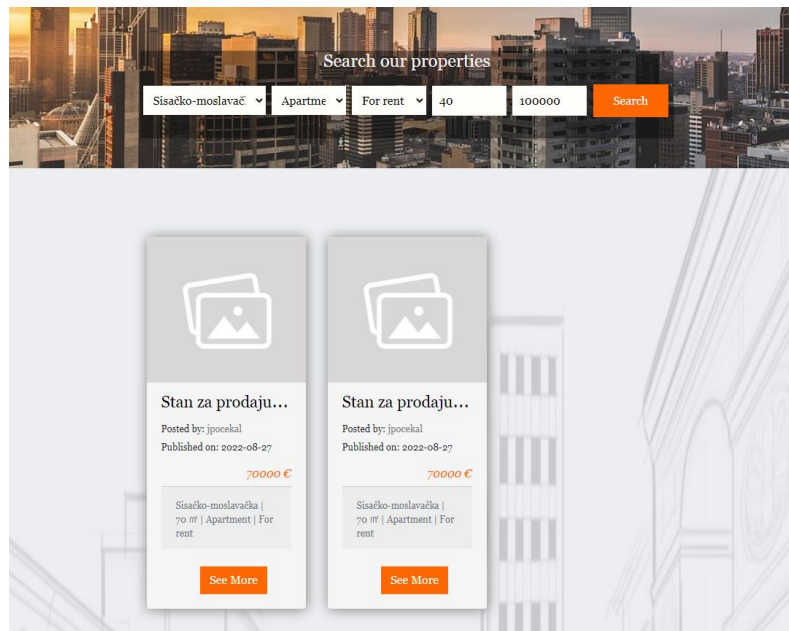 Search our properties
Sisačko-moslavač Apartme For rent 40 100000 Search
Stan za prodaju...
Posted by: jpocekal
Published on: 2022-08-27
70000 €
Sisačko-moslavačka |
70 ㎡ | Apartment | For
rent
See More
Stan za prodaju...
Posted by: jpocekal
Published on: 2022-08-27
70000 €
Sisačko-moslavačka |
70 ㎡ | Apartment | For
rent
See More